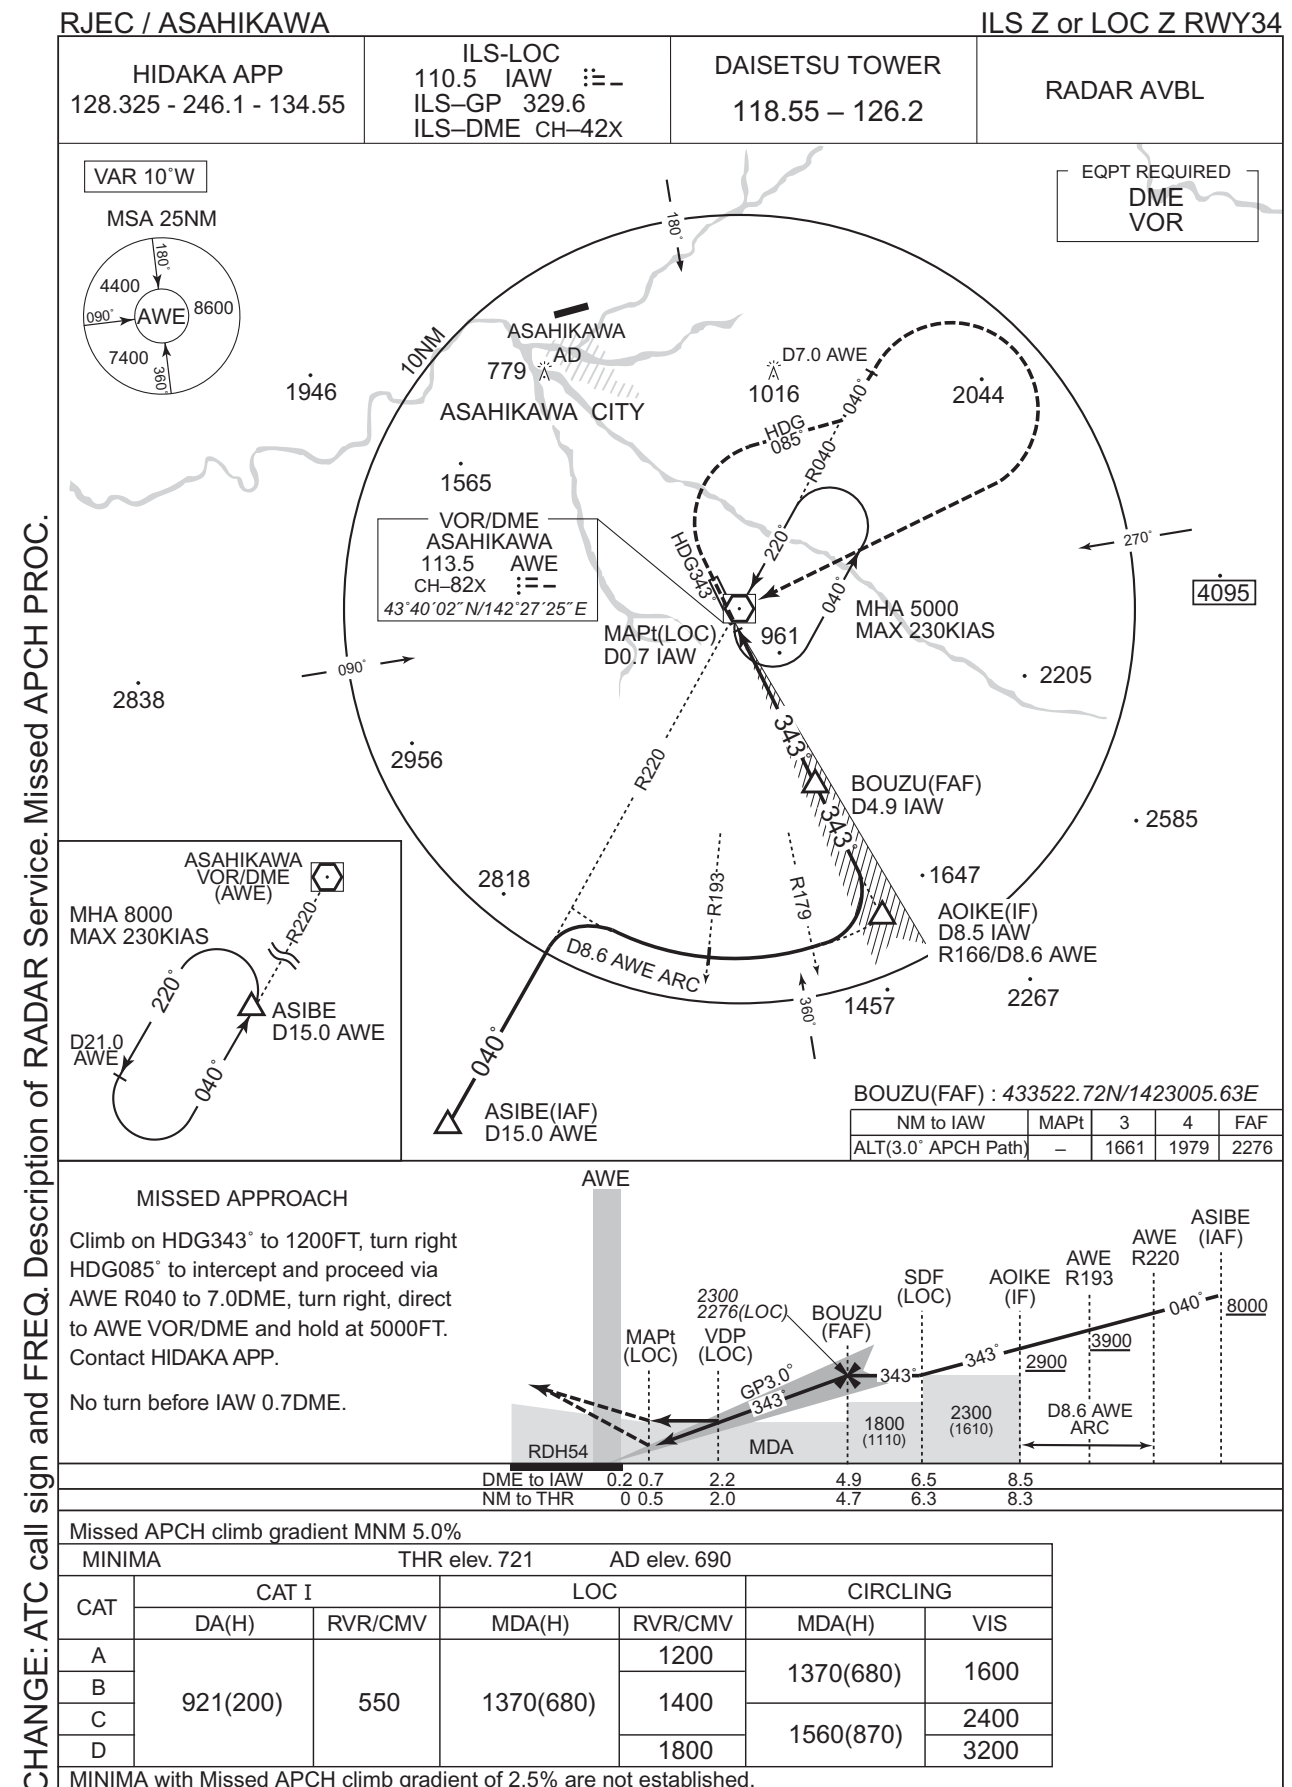 RJEC / ASAHIKAWA
ILS Z or LOC Z RWY34
HIDAKA APP
128.325 - 246.1 - 134.55
ILS-LOC
110.5 IAW
ILS–GP 329.6
ILS–DME CH–42X
DAISETSU TOWER
118.55 – 126.2
RADAR AVBL
VAR 10°W
MSA 25NM
180°
4400
8600
090°
AWE
7400
360°
EQPT REQUIRED
DME
VOR
180°
10NM
ASAHIKAWA
AD
779
ASAHIKAWA CITY
1946
D7.0 AWE
1016
040°
2044
HDG
085°
R040
1565
VOR/DME
ASAHIKAWA
113.5 AWE
CH–82X
43°40´02˝N/142°27´25˝E
HDG343°
220°
040°
270°
4095
MHA 5000
MAX 230KIAS
MAPt(LOC)
D0.7 IAW
961
090°
2205
2838
2956
343°
R220
BOUZU(FAF)
D4.9 IAW
343°
2585
2818
R193
R179
1647
AOIKE(IF)
D8.5 IAW
R166/D8.6 AWE
D8.6 AWE ARC
360°
1457
2267
040°
ASIBE(IAF)
D15.0 AWE
ASAHIKAWA
VOR/DME
(AWE)
MHA 8000
MAX 230KIAS
R220
220°
ASIBE
D15.0 AWE
D21.0
AWE
040°
BOUZU(FAF) : 433522.72N/1423005.63E
NM to IAW MAPt 3 4 FAF
ALT(3.0° APCH Path) – 1661 1979 2276
MISSED APPROACH
Climb on HDG343° to 1200FT, turn right
HDG085° to intercept and proceed via
AWE R040 to 7.0DME, turn right, direct
to AWE VOR/DME and hold at 5000FT.
Contact HIDAKA APP.
No turn before IAW 0.7DME.
AWE
ASIBE
(IAF)
AWE
R220
AWE
R193
AOIKE
(IF)
SDF
(LOC)
2300
2276(LOC)
BOUZU
(FAF)
MAPt
(LOC)
VDP
(LOC)
040°
8000
3900
2900
343°
343°
GP3.0°
343°
1800
(1110)
2300
(1610)
D8.6 AWE
ARC
RDH54
MDA
DME to IAW 0.2 0.7 2.2 4.9 6.5 8.5
NM to THR 0 0.5 2.0 4.7 6.3 8.3
Missed APCH climb gradient MNM 5.0%
MINIMA THR elev. 721 AD elev. 690
CAT CAT I LOC CIRCLING
DA(H) RVR/CMV MDA(H) RVR/CMV MDA(H) VIS
A 1200
B 1370(680) 1600
921(200) 550 1370(680) 1400
C 2400
1560(870)
D 1800 3200
MINIMA with Missed APCH climb gradient of 2.5% are not established.
CHANGE: ATC call sign and FREQ. Description of RADAR Service. Missed APCH PROC.